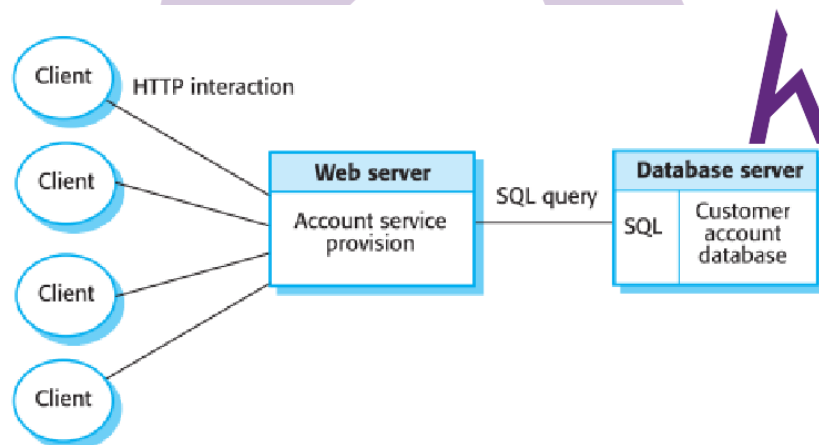 Client
HTTP interaction
Client
Client
Client
Web server
Account service
provision
SQL query
Database server
SQL
Customer
account
database